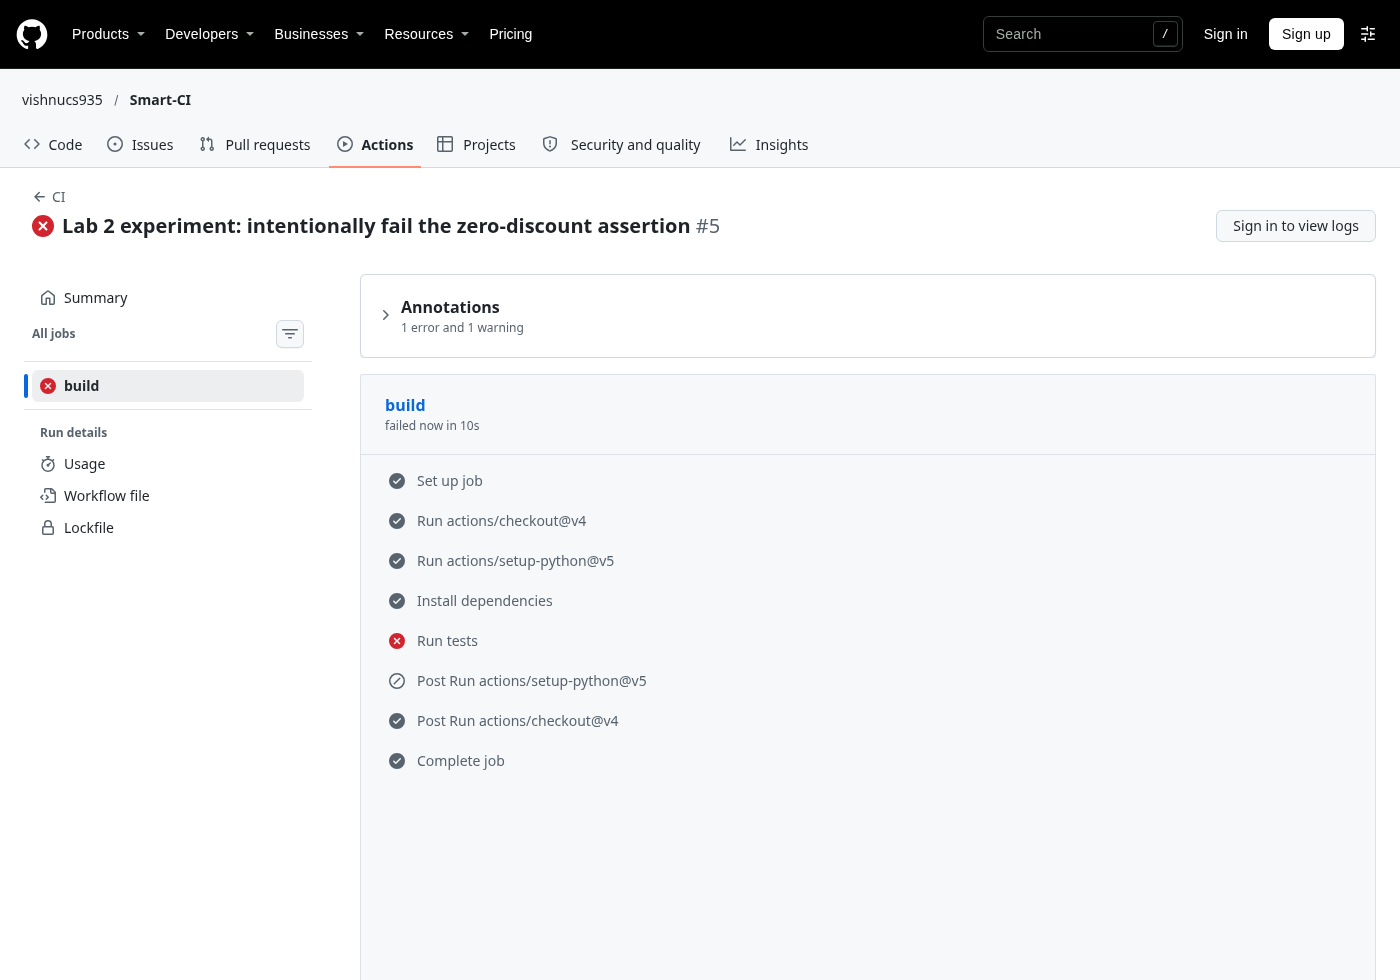 Products Developers Businesses Resources Pricing Search / Sign in Sign up
vishnucs935 / Smart-CI
Code Issues Pull requests Actions Projects Security and quality Insights
CI
Lab 2 experiment: intentionally fail the zero-discount assertion #5
Sign in to view logs
Summary
All jobs
build
Run details
Usage
Workflow file
Lockfile
Annotations
1 error and 1 warning
build
failed now in 10s
Set up job
Run actions/checkout@v4
Run actions/setup-python@v5
Install dependencies
Run tests
Post Run actions/setup-python@v5
Post Run actions/checkout@v4
Complete job